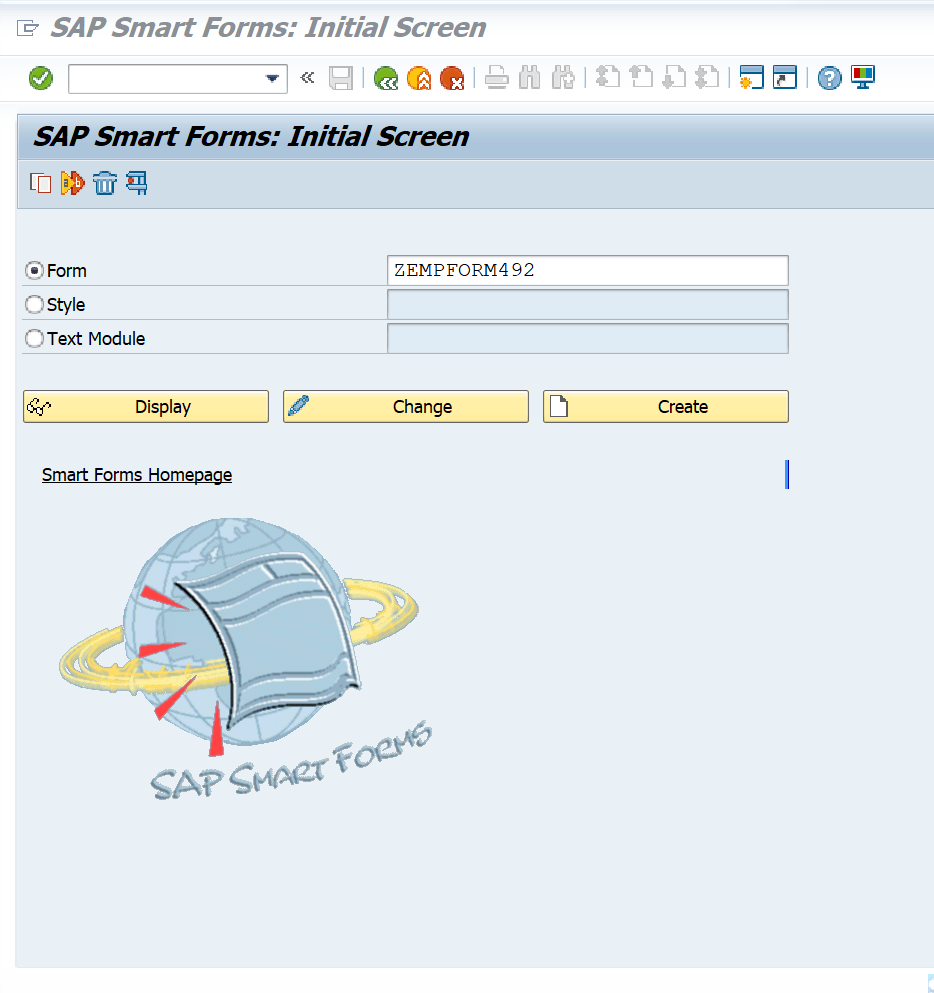 SAP Smart Forms: Initial Screen
SAP Smart Forms: Initial Screen
Form ZEMPFORM492
Style
Text Module
Display Change Create
Smart Forms Homepage
SAP SMART FORMS